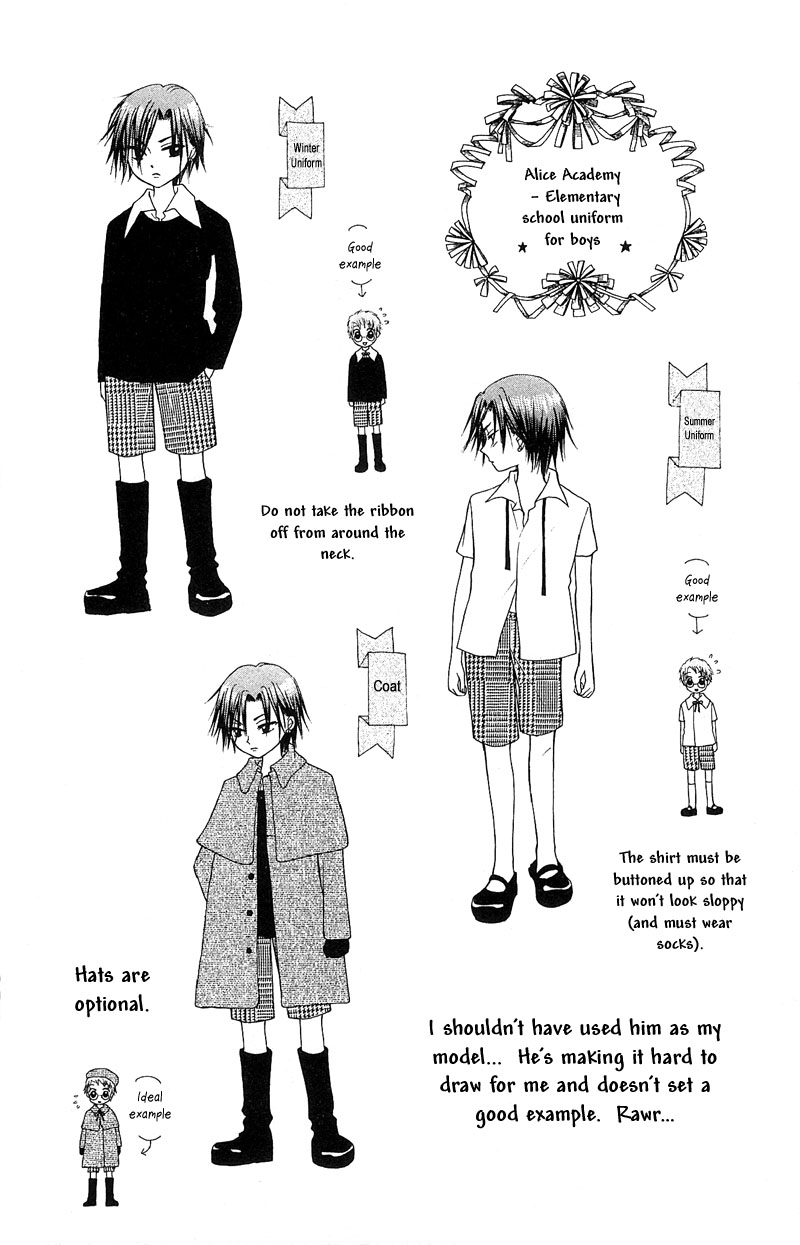 Alice Academy
– Elementary
school uniform
for boys
Winter
Uniform
Good
example
Do not take the ribbon
off from around the
neck.
Summer
Uniform
Good
example
The shirt must be
buttoned up so that
it won't look sloppy
(and must wear
socks).
Coat
Hats are
optional.
Ideal
example
I shouldn't have used him as my
model... He's making it hard to
draw for me and doesn't set a
good example. Rawr...